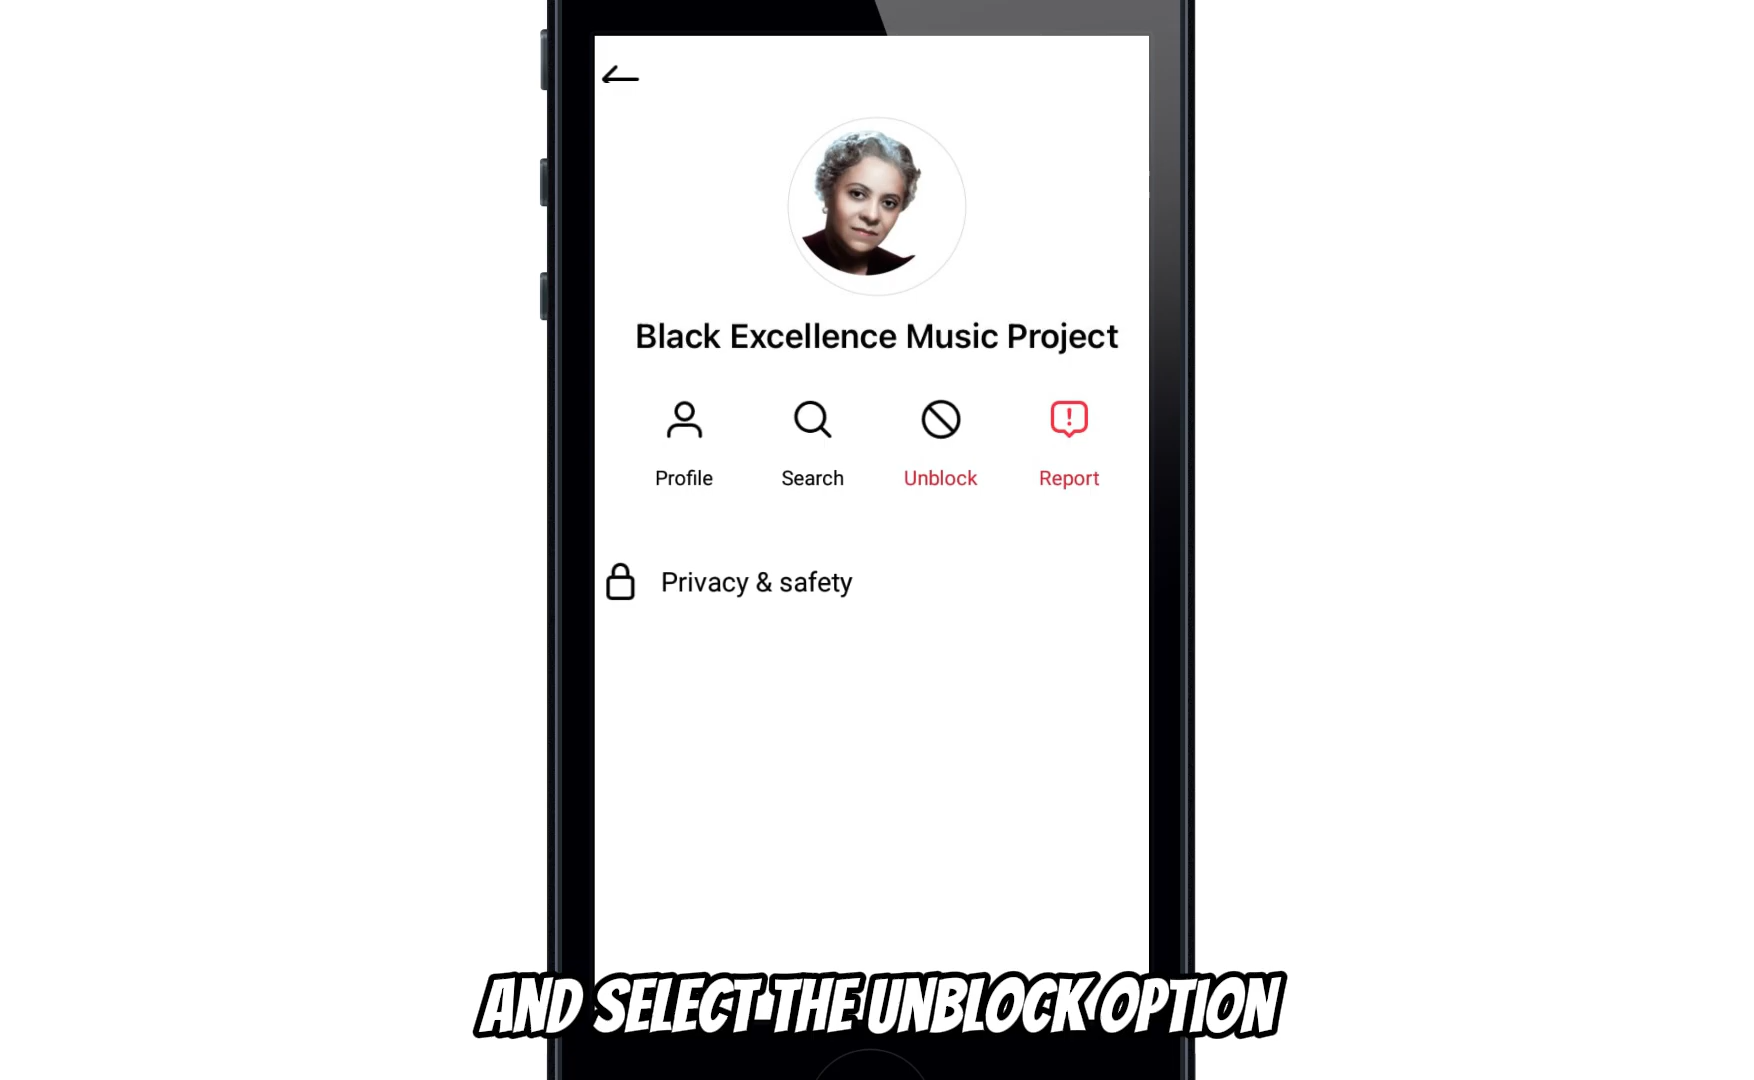 Black Excellence Music Project
Profile Search Unblock Report
Privacy & safety
AND SELECT THE UNBLOCK OPTION